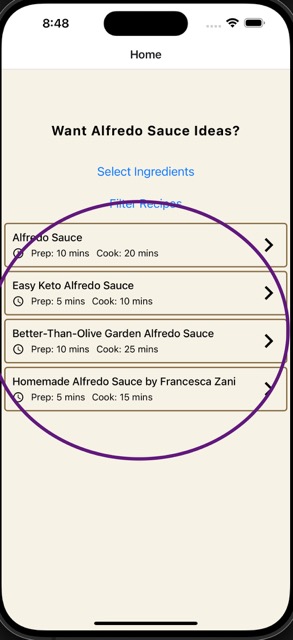 8:48
Home
Want Alfredo Sauce Ideas?
Select Ingredients
Filter Recipes
Alfredo Sauce
Prep: 10 mins Cook: 20 mins
Easy Keto Alfredo Sauce
Prep: 5 mins Cook: 10 mins
Better-Than-Olive Garden Alfredo Sauce
Prep: 10 mins Cook: 25 mins
Homemade Alfredo Sauce by Francesca Zani
Prep: 5 mins Cook: 15 mins